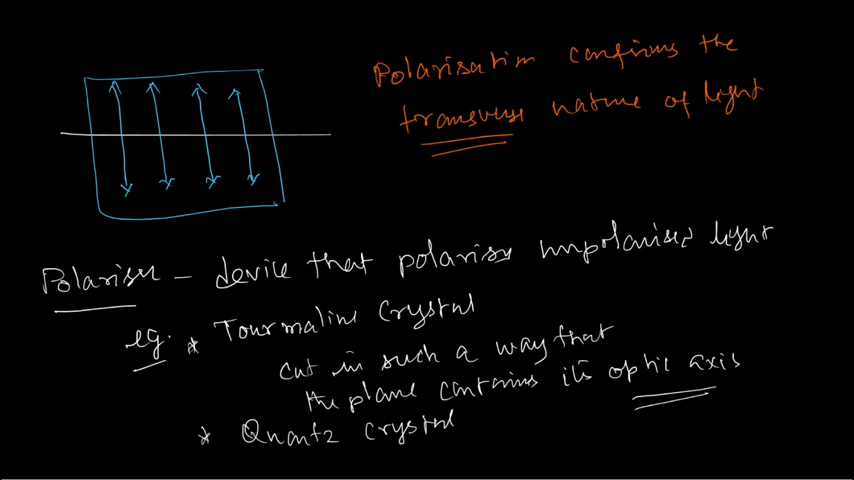 Polarisation confirms the
transverse nature of light
Polariser - device that polarises unpolarised light
eg. * Tourmaline Crystal
cut in such a way that
the plane contains its optic axis
* Quartz crystal